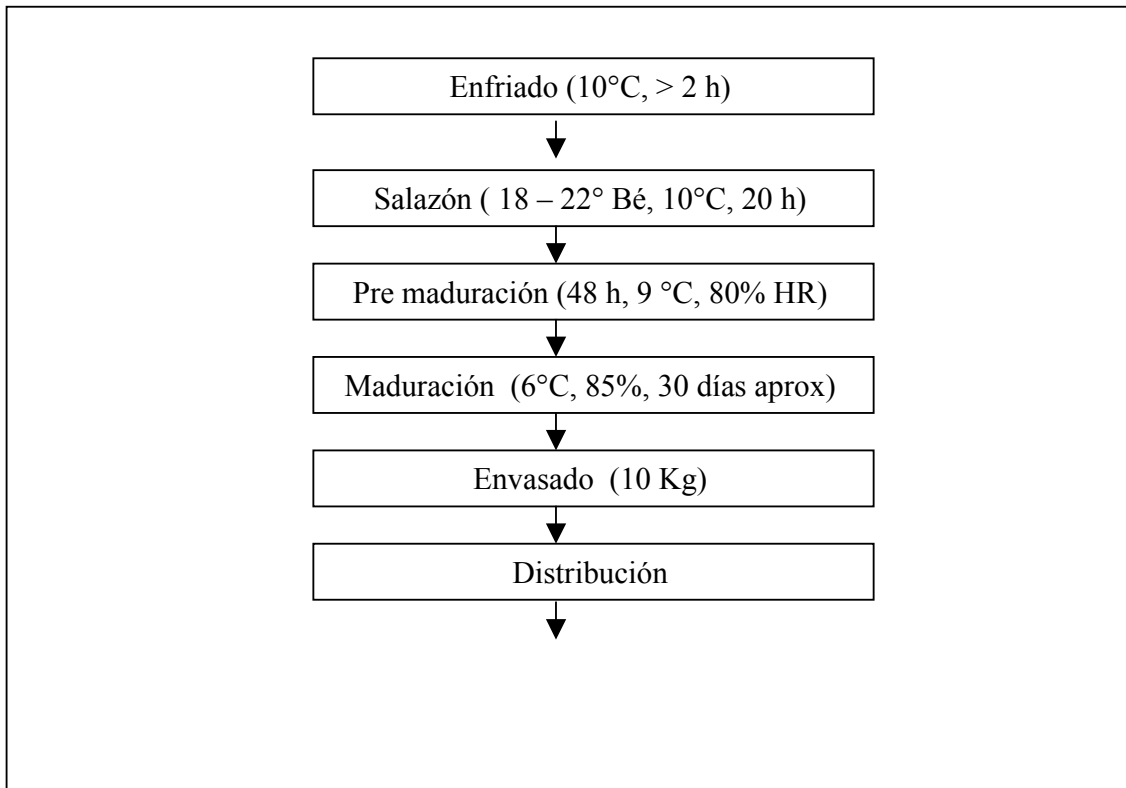 Enfriado (10°C, > 2 h)
Salazón ( 18 – 22° Bé, 10°C, 20 h)
Pre maduración (48 h, 9 °C, 80% HR)
Maduración (6°C, 85%, 30 días aprox)
Envasado (10 Kg)
Distribución